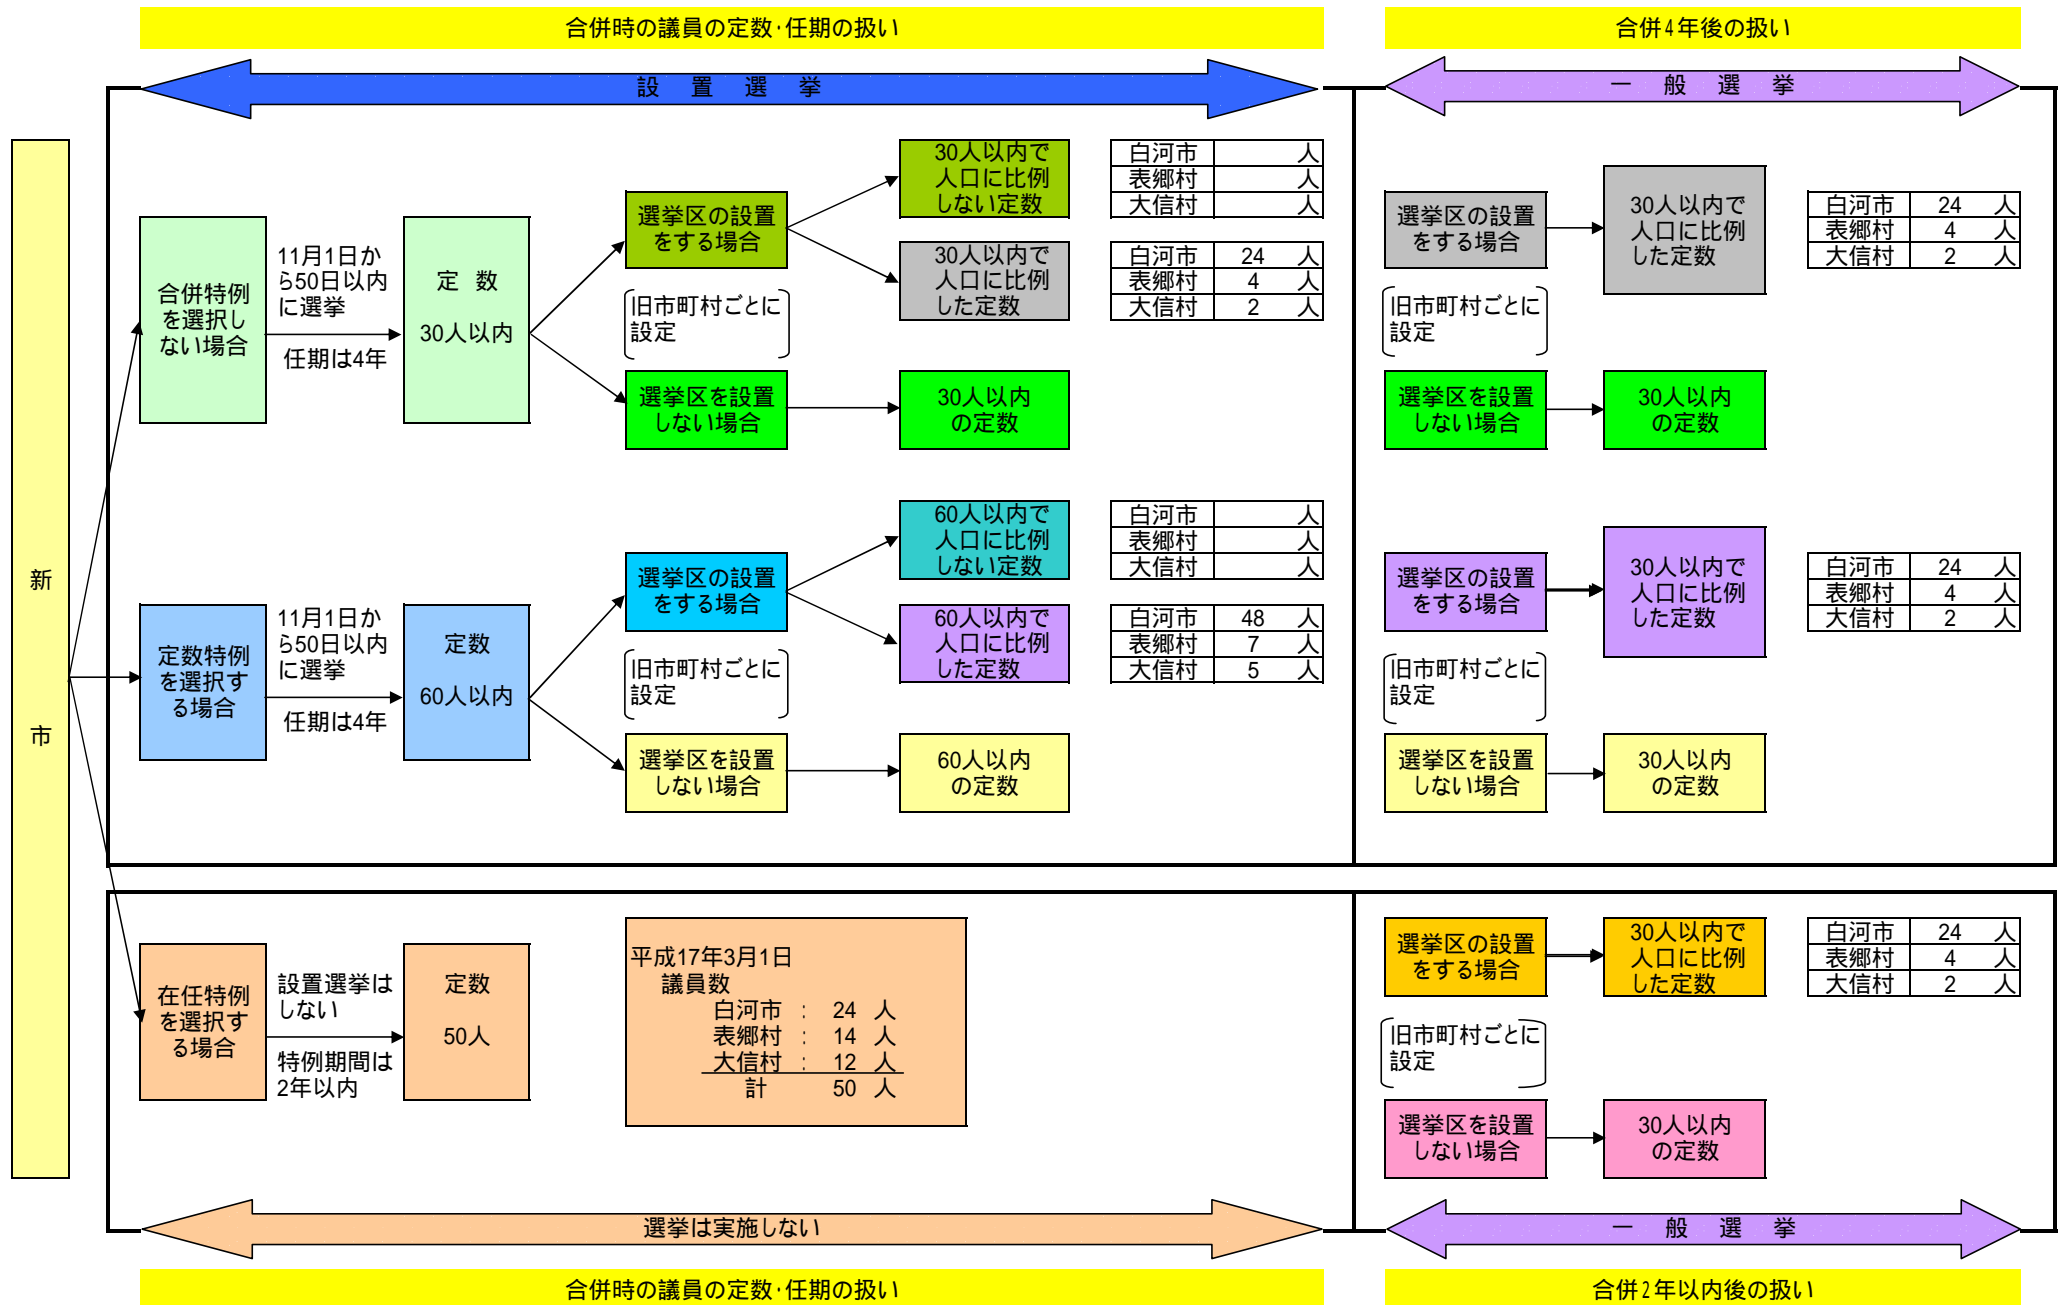 合併時の議員の定数・任期の扱い
合併4年後の扱い
設置選挙
一般選挙
新市
合併特例
を選択し
ない場合
11月1日か
ら50日以内
に選挙
任期は4年
定 数
30人以内
選挙区の設置
をする場合
旧市町村ごとに
設定
選挙区を設置
しない場合
30人以内で
人口に比例
しない定数
白河市 人
表郷村 人
大信村 人
30人以内で
人口に比例
した定数
白河市 24 人
表郷村 4 人
大信村 2 人
30人以内
の定数
選挙区の設置
をする場合
30人以内で
人口に比例
した定数
白河市 24 人
表郷村 4 人
大信村 2 人
旧市町村ごとに
設定
選挙区を設置
しない場合
30人以内
の定数
定数特例
を選択す
る場合
11月1日か
ら50日以内
に選挙
任期は4年
定数
60人以内
選挙区の設置
をする場合
旧市町村ごとに
設定
選挙区を設置
しない場合
60人以内で
人口に比例
しない定数
白河市 人
表郷村 人
大信村 人
60人以内で
人口に比例
した定数
白河市 48 人
表郷村 7 人
大信村 5 人
60人以内
の定数
選挙区の設置
をする場合
30人以内で
人口に比例
した定数
白河市 24 人
表郷村 4 人
大信村 2 人
旧市町村ごとに
設定
選挙区を設置
しない場合
30人以内
の定数
在任特例
を選択す
る場合
設置選挙は
しない
特例期間は
2年以内
定数
50人
平成17年3月1日
議員数
白河市 : 24 人
表郷村 : 14 人
大信村 : 12 人
計 50 人
選挙区の設置
をする場合
30人以内で
人口に比例
した定数
白河市 24 人
表郷村 4 人
大信村 2 人
旧市町村ごとに
設定
選挙区を設置
しない場合
30人以内
の定数
選挙は実施しない
一般選挙
合併時の議員の定数・任期の扱い
合併2年以内後の扱い